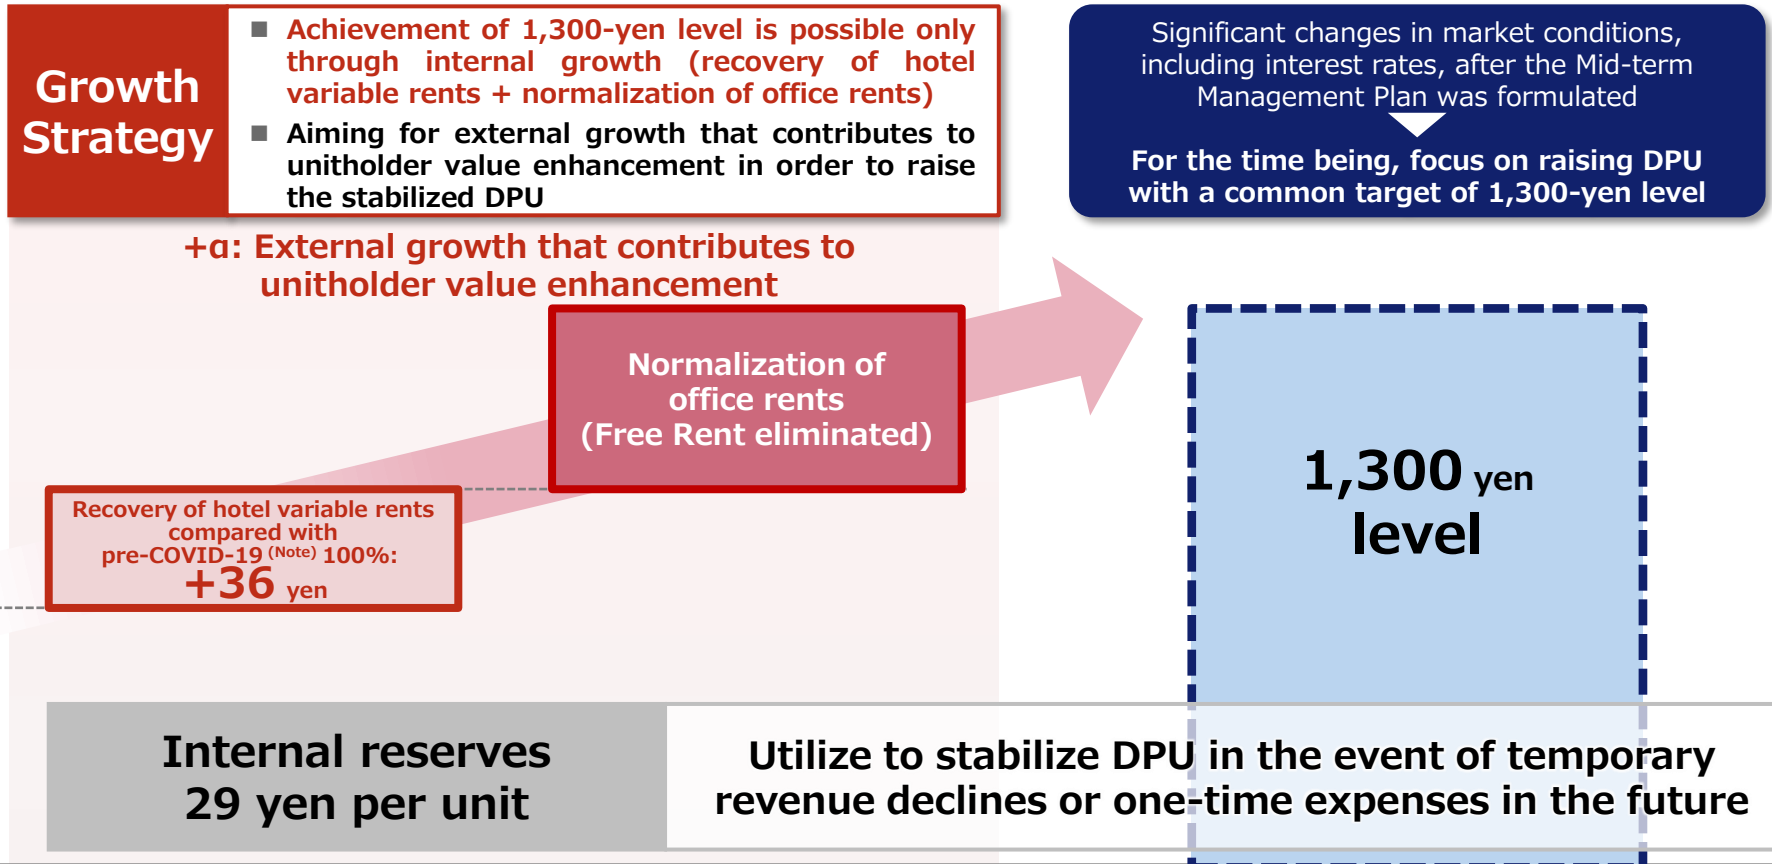 Growth
Strategy
■ Achievement of 1,300-yen level is possible only
through internal growth (recovery of hotel
variable rents + normalization of office rents)
■ Aiming for external growth that contributes to
unitholder value enhancement in order to raise
the stabilized DPU
Significant changes in market conditions,
including interest rates, after the Mid-term
Management Plan was formulated
For the time being, focus on raising DPU
with a common target of 1,300-yen level
+α: External growth that contributes to
unitholder value enhancement
Normalization of
office rents
(Free Rent eliminated)
Recovery of hotel variable rents
compared with
pre-COVID-19 (Note) 100%:
+36 yen
1,300 yen
level
Internal reserves
29 yen per unit
Utilize to stabilize DPU in the event of temporary
revenue declines or one-time expenses in the future